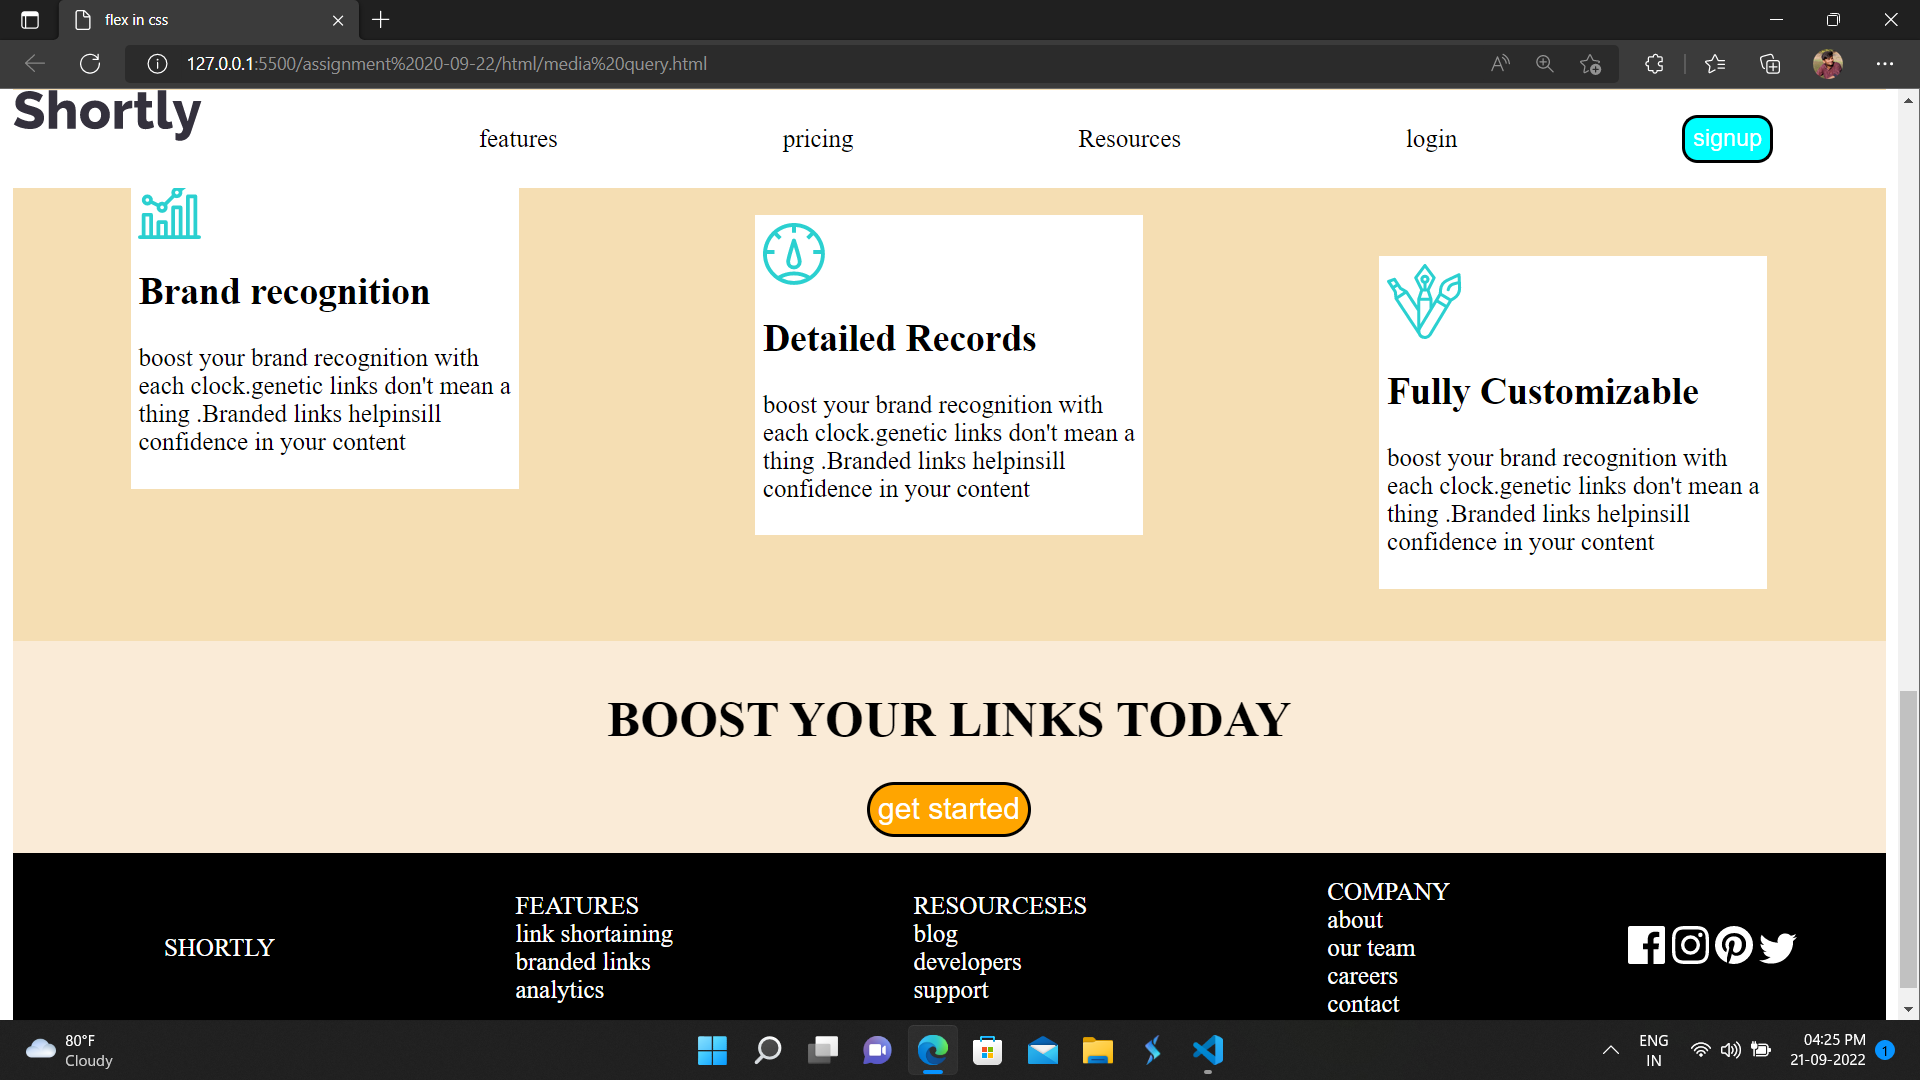 flex in css
127.0.0.1:5500/assignment%2020-09-22/html/media%20query.html
Shortly
features
pricing
Resources
login
signup
Brand recognition
boost your brand recognition with
each clock.genetic links don't mean a
thing .Branded links helpinsill
confidence in your content
Detailed Records
boost your brand recognition with
each clock.genetic links don't mean a
thing .Branded links helpinsill
confidence in your content
Fully Customizable
boost your brand recognition with
each clock.genetic links don't mean a
thing .Branded links helpinsill
confidence in your content
BOOST YOUR LINKS TODAY
get started
SHORTLY
FEATURES
link shortaining
branded links
analytics
RESOURCESES
blog
developers
support
COMPANY
about
our team
careers
contact
80°F
Cloudy
ENG
IN
04:25 PM
21-09-2022
1